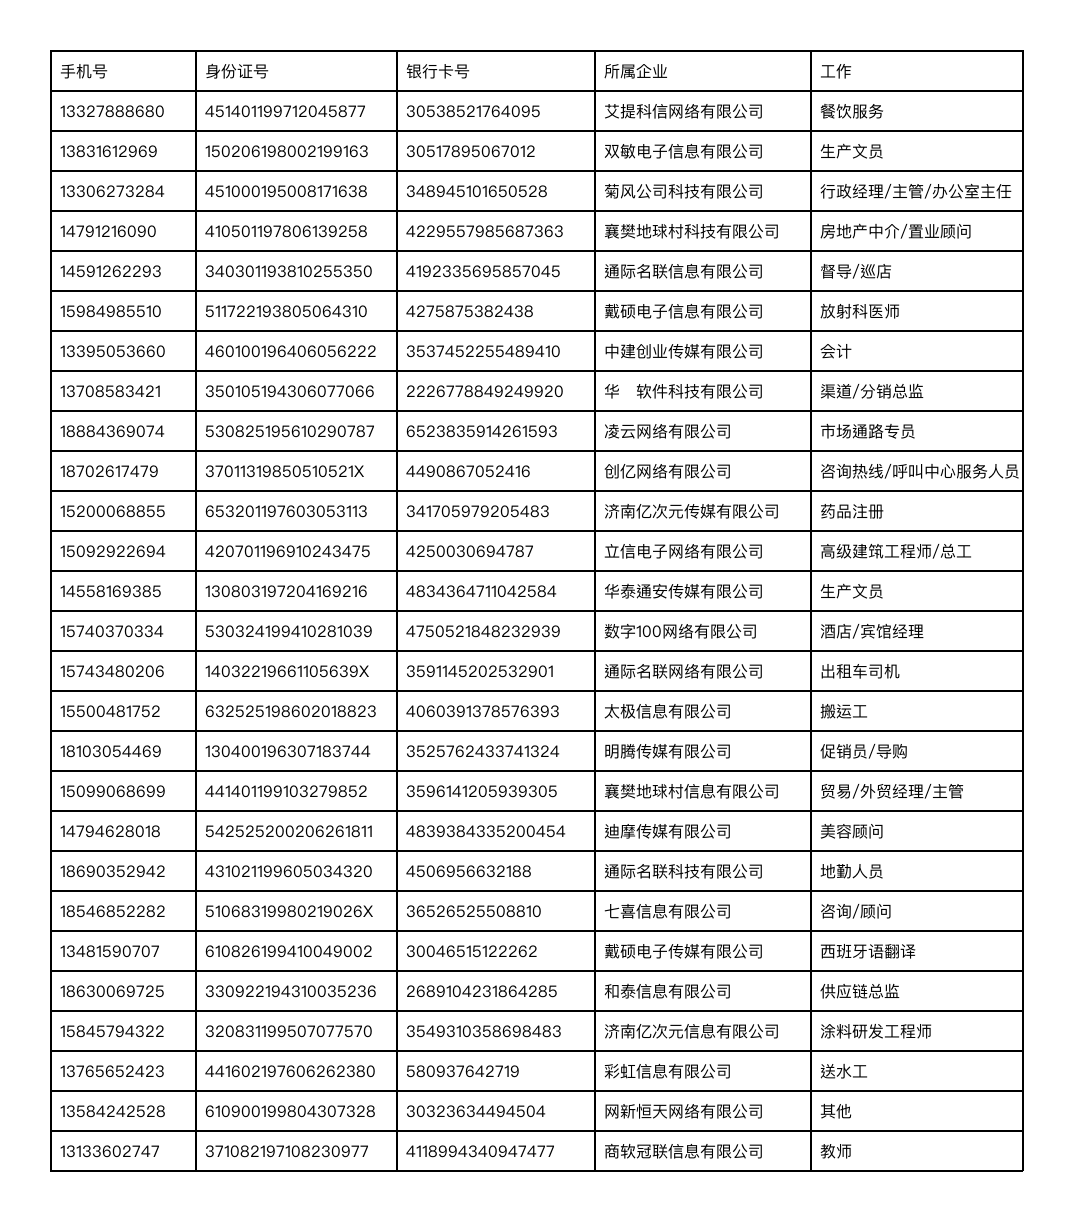 手机号 身份证号 银行卡号 所属企业 工作
13327888680 451401199712045877 30538521764095 艾提科信网络有限公司 餐饮服务
13831612969 150206198002199163 30517895067012 双敏电子信息有限公司 生产文员
13306273284 451000195008171638 348945101650528 菊风公司科技有限公司 行政经理/主管/办公室主任
14791216090 410501197806139258 4229557985687363 襄樊地球村科技有限公司 房地产中介/置业顾问
14591262293 340301193810255350 4192335695857045 通际名联信息有限公司 督导/巡店
15984985510 511722193805064310 4275875382438 戴硕电子信息有限公司 放射科医师
13395053660 460100196406056222 3537452255489410 中建创业传媒有限公司 会计
13708583421 350105194306077066 2226778849249920 华　软件科技有限公司 渠道/分销总监
18884369074 530825195610290787 6523835914261593 凌云网络有限公司 市场通路专员
18702617479 37011319850510521X 4490867052416 创亿网络有限公司 咨询热线/呼叫中心服务人员
15200068855 653201197603053113 341705979205483 济南亿次元传媒有限公司 药品注册
15092922694 420701196910243475 4250030694787 立信电子网络有限公司 高级建筑工程师/总工
14558169385 130803197204169216 4834364711042584 华泰通安传媒有限公司 生产文员
15740370334 530324199410281039 4750521848232939 数字100网络有限公司 酒店/宾馆经理
15743480206 14032219661105639X 3591145202532901 通际名联网络有限公司 出租车司机
15500481752 632525198602018823 4060391378576393 太极信息有限公司 搬运工
18103054469 130400196307183744 3525762433741324 明腾传媒有限公司 促销员/导购
15099068699 441401199103279852 3596141205939305 襄樊地球村信息有限公司 贸易/外贸经理/主管
14794628018 542525200206261811 4839384335200454 迪摩传媒有限公司 美容顾问
18690352942 431021199605034320 4506956632188 通际名联科技有限公司 地勤人员
18546852282 51068319980219026X 36526525508810 七喜信息有限公司 咨询/顾问
13481590707 610826199410049002 30046515122262 戴硕电子传媒有限公司 西班牙语翻译
18630069725 330922194310035236 2689104231864285 和泰信息有限公司 供应链总监
15845794322 320831199507077570 3549310358698483 济南亿次元信息有限公司 涂料研发工程师
13765652423 441602197606262380 580937642719 彩虹信息有限公司 送水工
13584242528 610900199804307328 30323634494504 网新恒天网络有限公司 其他
13133602747 371082197108230977 4118994340947477 商软冠联信息有限公司 教师